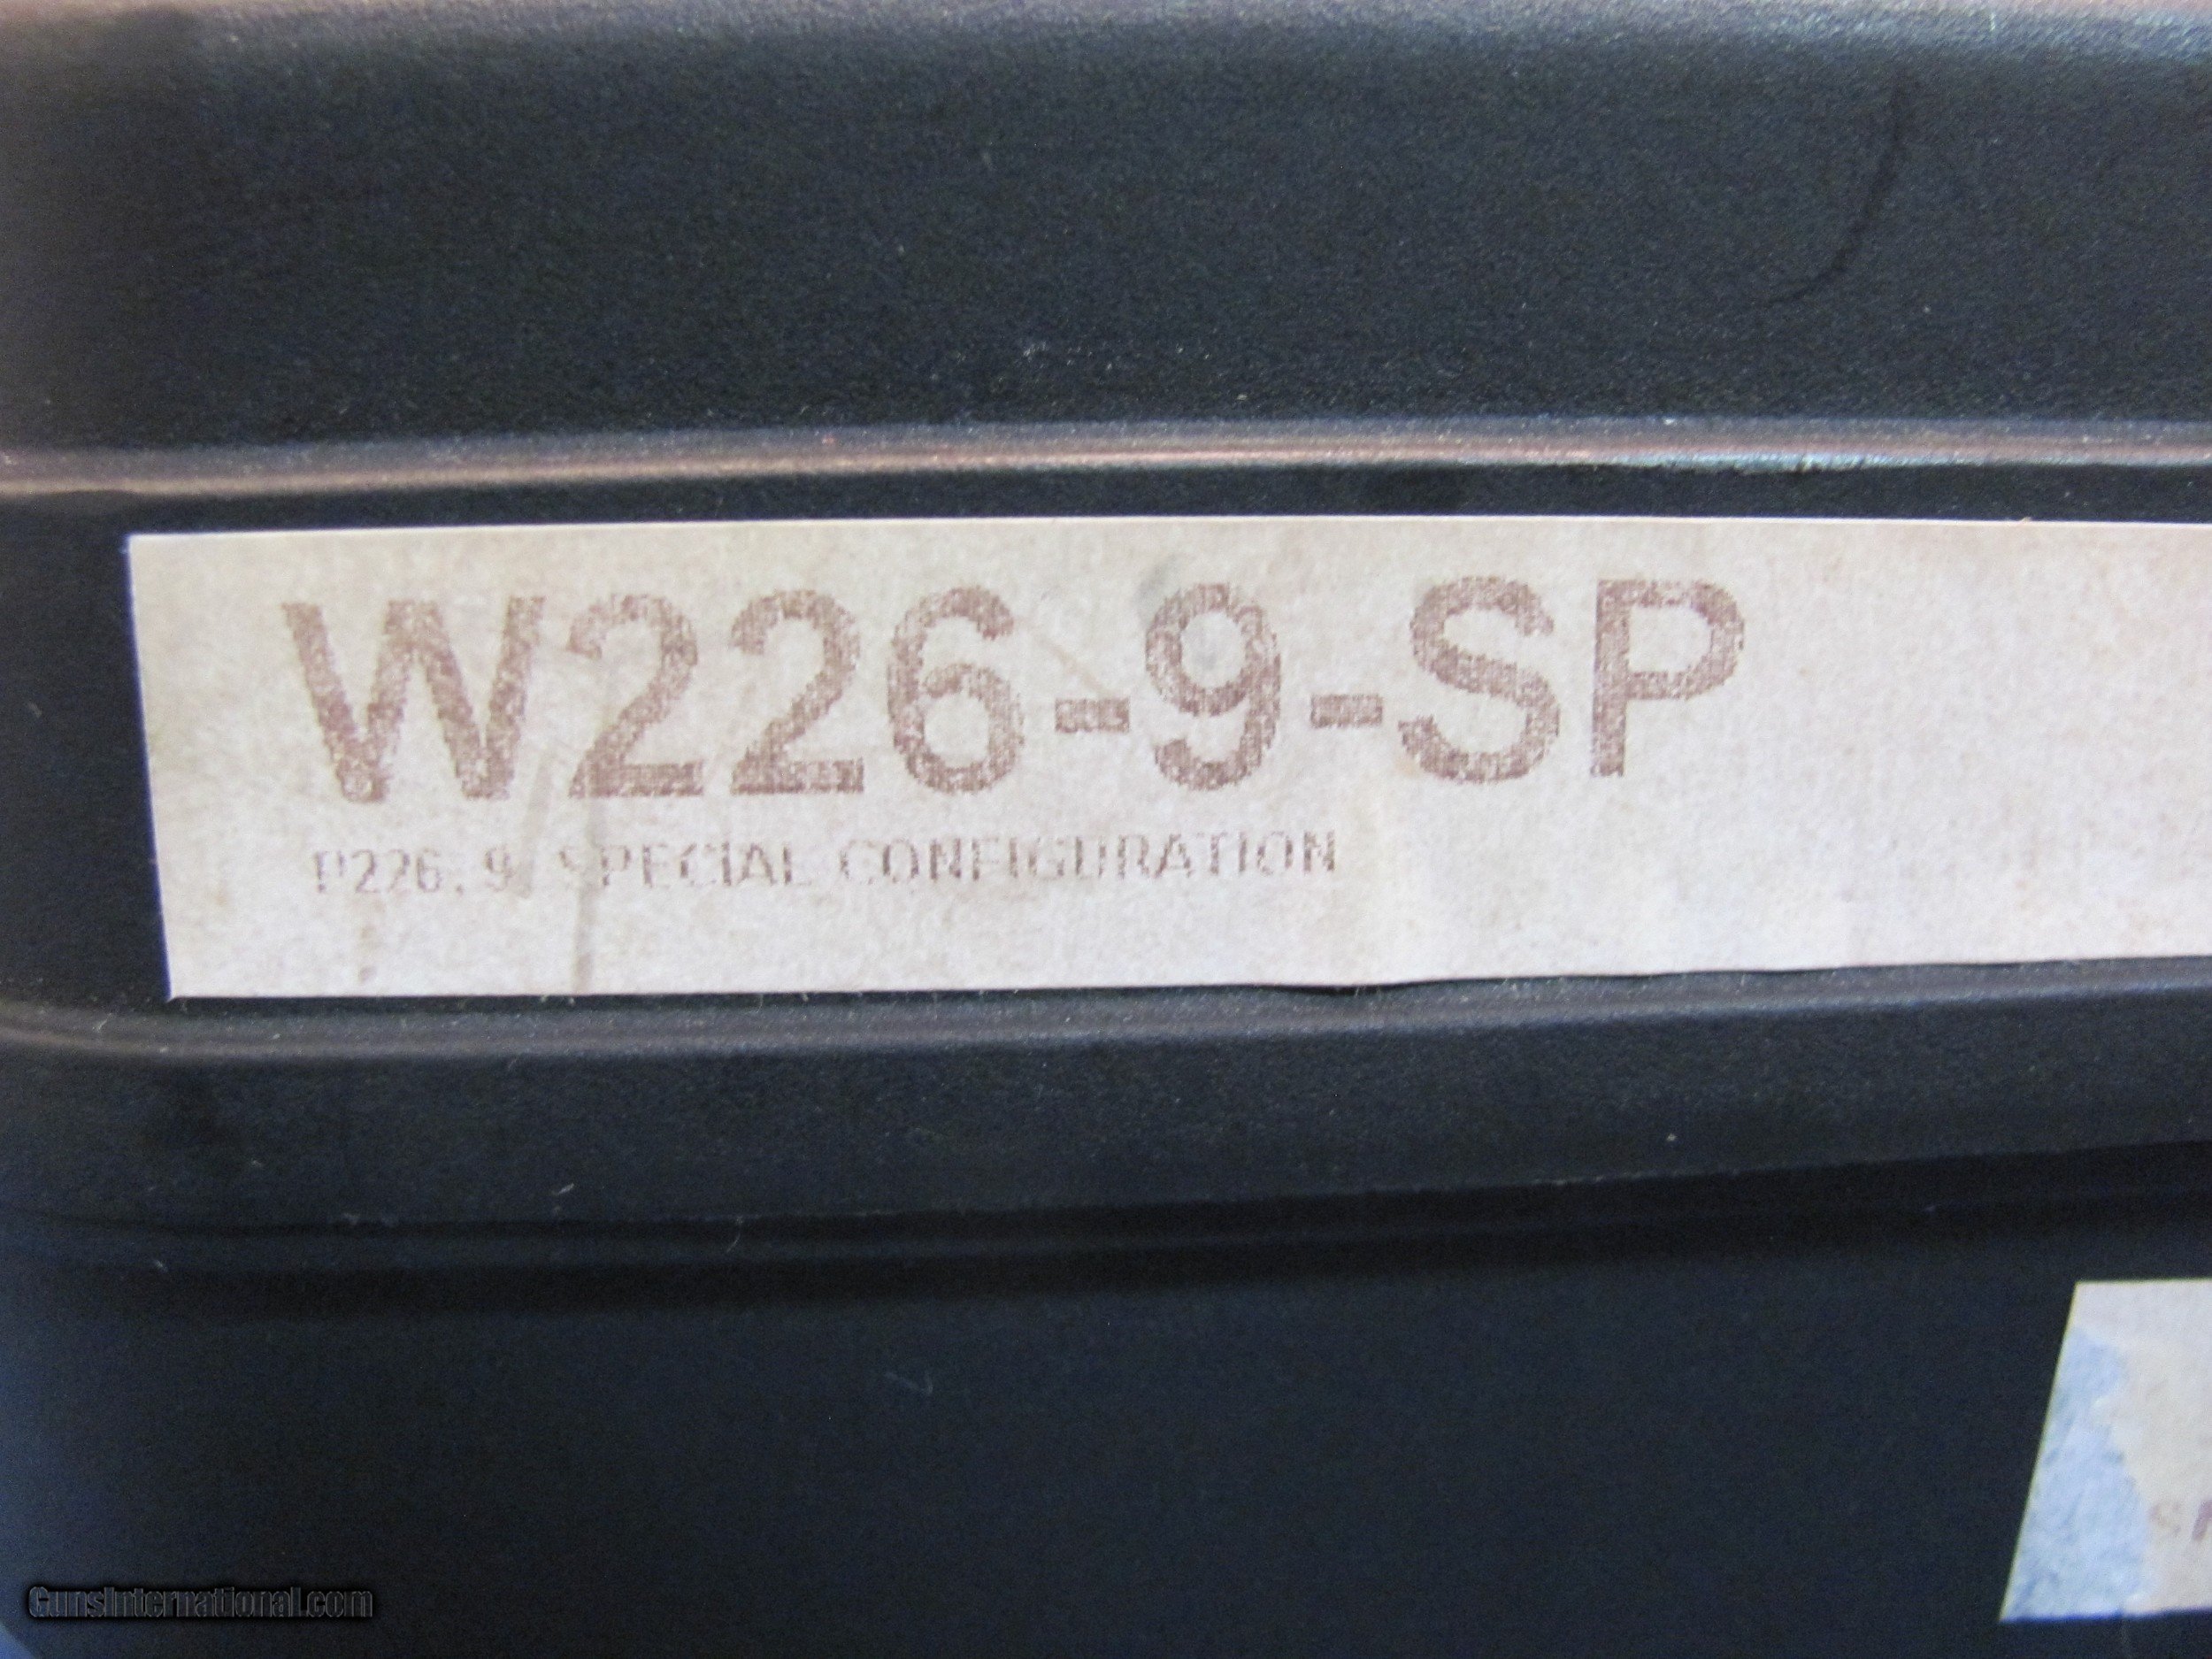 W226-9-SP
P226, 9, SPECIAL CONFIGURATION
GunsInternational.com